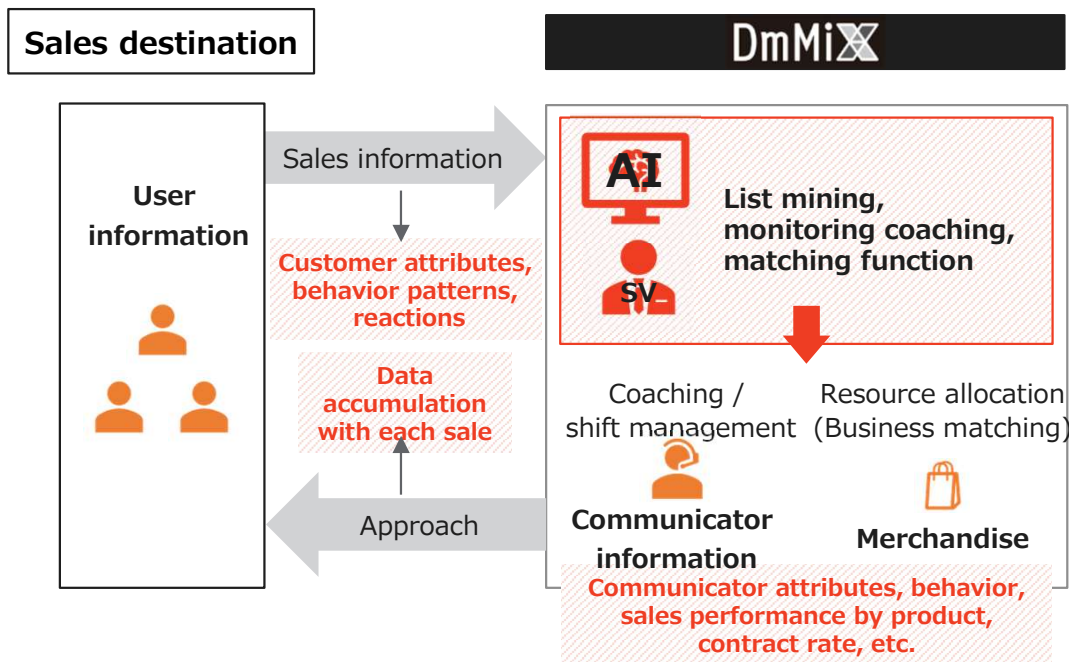 Sales destination
DmMiX
User
information
Sales information
Customer attributes,
behavior patterns,
reactions
Data
accumulation
with each sale
Approach
AI
SV
List mining,
monitoring coaching,
matching function
Coaching /
shift management
Resource allocation
(Business matching)
Communicator
information
Merchandise
Communicator attributes, behavior,
sales performance by product,
contract rate, etc.